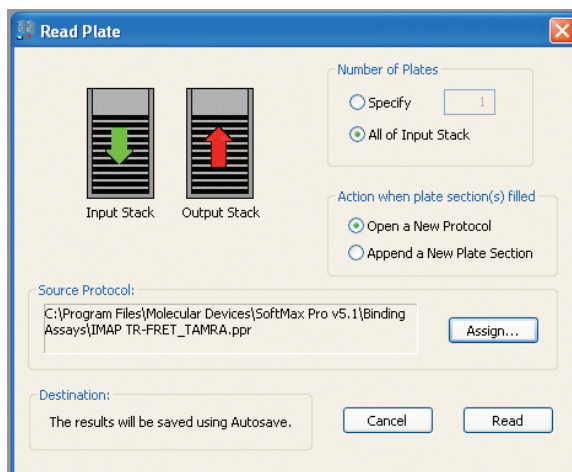 Read Plate
Number of Plates
Specify
1
All of Input Stack
Input Stack
Output Stack
Action when plate section(s) filled
Open a New Protocol
Append a New Plate Section
Source Protocol:
C:\Program Files\Molecular Devices\SoftMax Pro v5.1\Binding
Assays\IMAP TR-FRET_TAMRA.ppr
Assign...
Destination:
The results will be saved using Autosave.
Cancel
Read